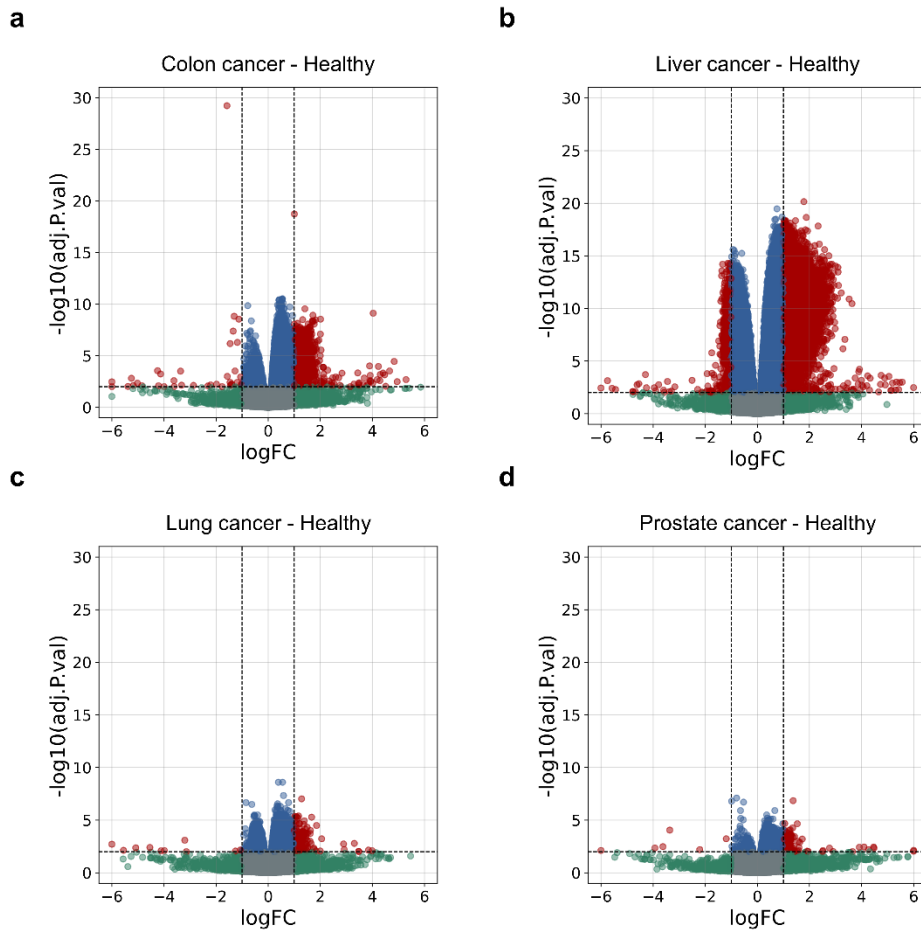 a
Colon cancer - Healthy
30
25
20
15
10
5
0
-log10(adj.P.val)
−6 −4 −2 0 2 4 6
logFC
b
Liver cancer - Healthy
30
25
20
15
10
5
0
-log10(adj.P.val)
−6 −4 −2 0 2 4 6
logFC
c
Lung cancer - Healthy
30
25
20
15
10
5
0
-log10(adj.P.val)
−6 −4 −2 0 2 4 6
logFC
d
Prostate cancer - Healthy
30
25
20
15
10
5
0
-log10(adj.P.val)
−6 −4 −2 0 2 4 6
logFC